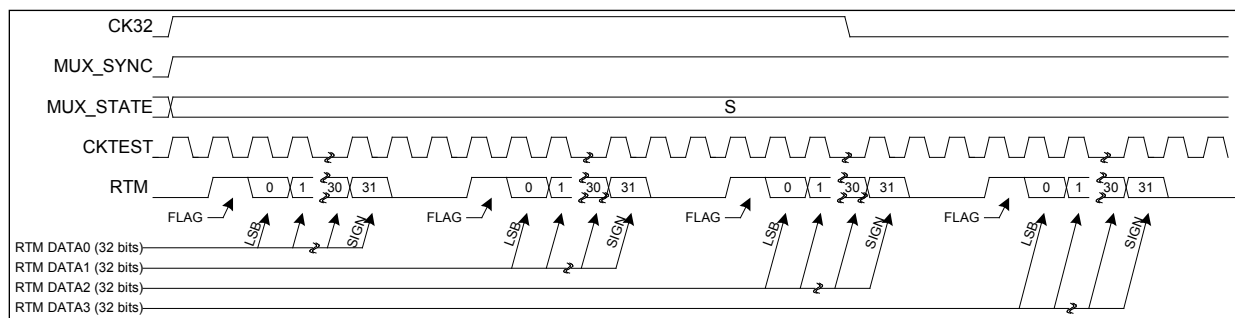 CK32
MUX_SYNC
MUX_STATE
S
CKTEST
RTM
0 1 30 31 0 1 30 31 0 1 30 31 0 1 30 31
FLAG FLAG FLAG FLAG
LSB SIGN LSB SIGN LSB SIGN LSB SIGN
RTM DATA0 (32 bits)
RTM DATA1 (32 bits)
RTM DATA2 (32 bits)
RTM DATA3 (32 bits)